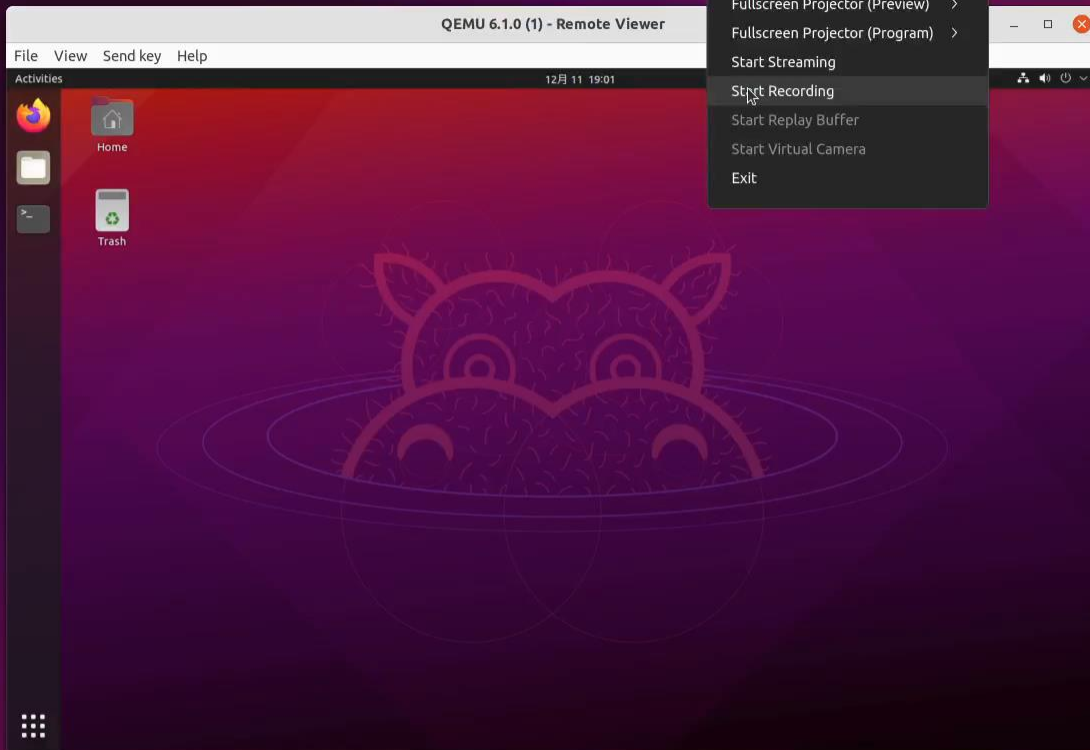 QEMU 6.1.0 (1) - Remote Viewer
File View Send key Help
Activities
12月 11 19:01
Home
Trash
Fullscreen Projector (Preview)
Fullscreen Projector (Program)
Start Streaming
Start Recording
Start Replay Buffer
Start Virtual Camera
Exit